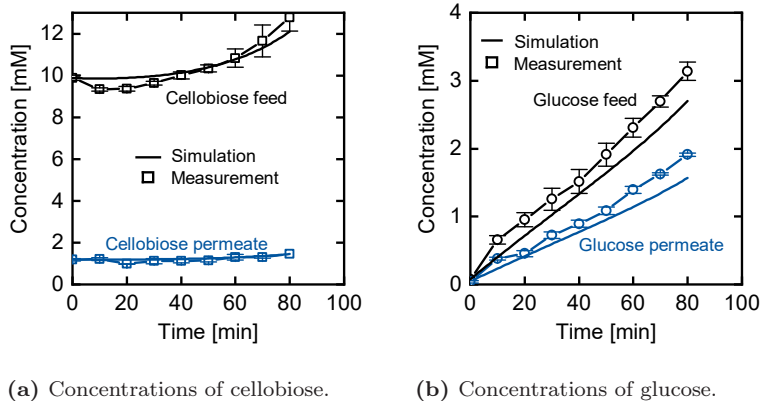 12
10
8
6
4
2
0
0 20 40 60 80 100
Concentration [mM]
Time [min]
Cellobiose feed
Simulation
Measurement
Cellobiose permeate
(a) Concentrations of cellobiose.
4
3
2
1
0
0 20 40 60 80 100
Concentration [mM]
Time [min]
Simulation
Measurement
Glucose feed
Glucose permeate
(b) Concentrations of glucose.